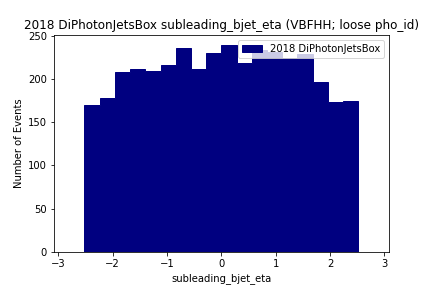 2018 DiPhotonJetsBox subleading_bjet_eta (VBFHH; loose pho_id)
2018 DiPhotonJetsBox
Number of Events
250
200
150
100
50
0
−3 −2 −1 0 1 2 3
subleading_bjet_eta